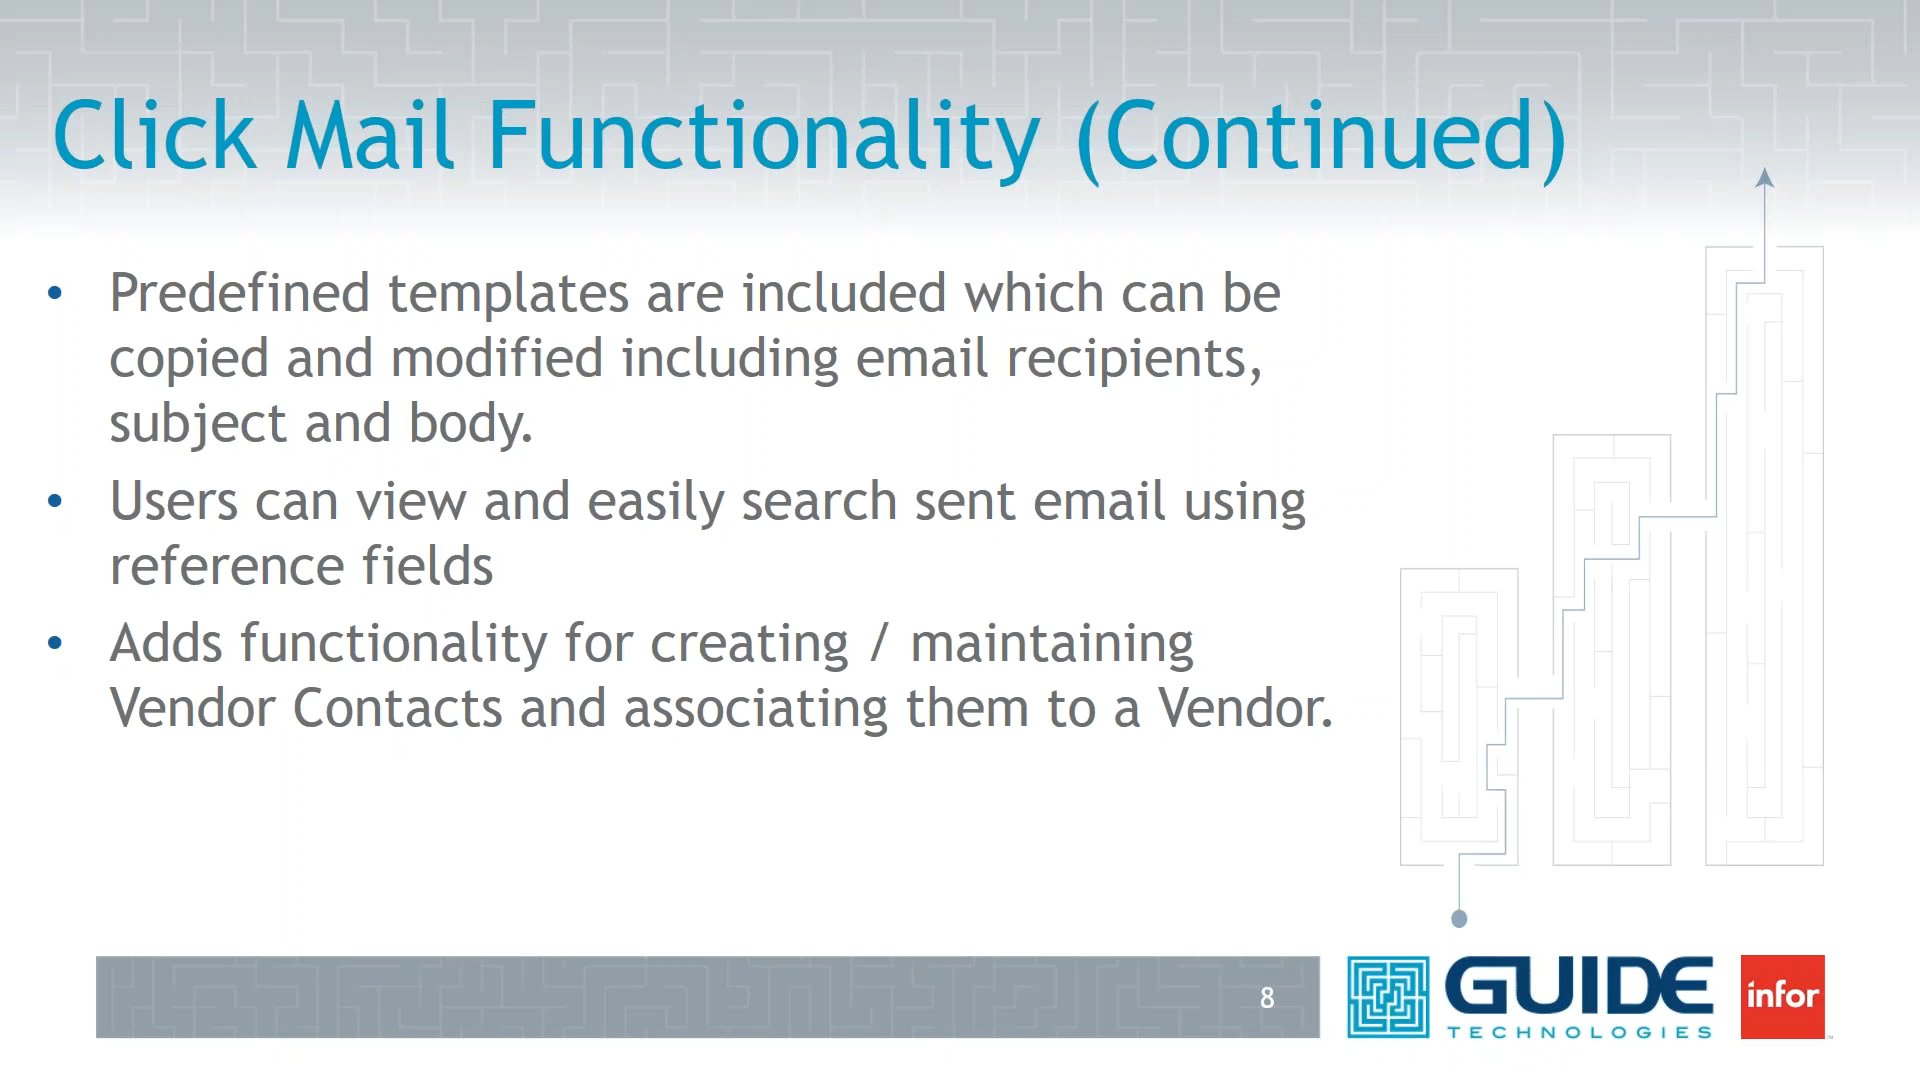 Click Mail Functionality (Continued)
• Predefined templates are included which can be
copied and modified including email recipients,
subject and body.
• Users can view and easily search sent email using
reference fields
• Adds functionality for creating / maintaining
Vendor Contacts and associating them to a Vendor.
8
GUIDE
TECHNOLOGIES
infor